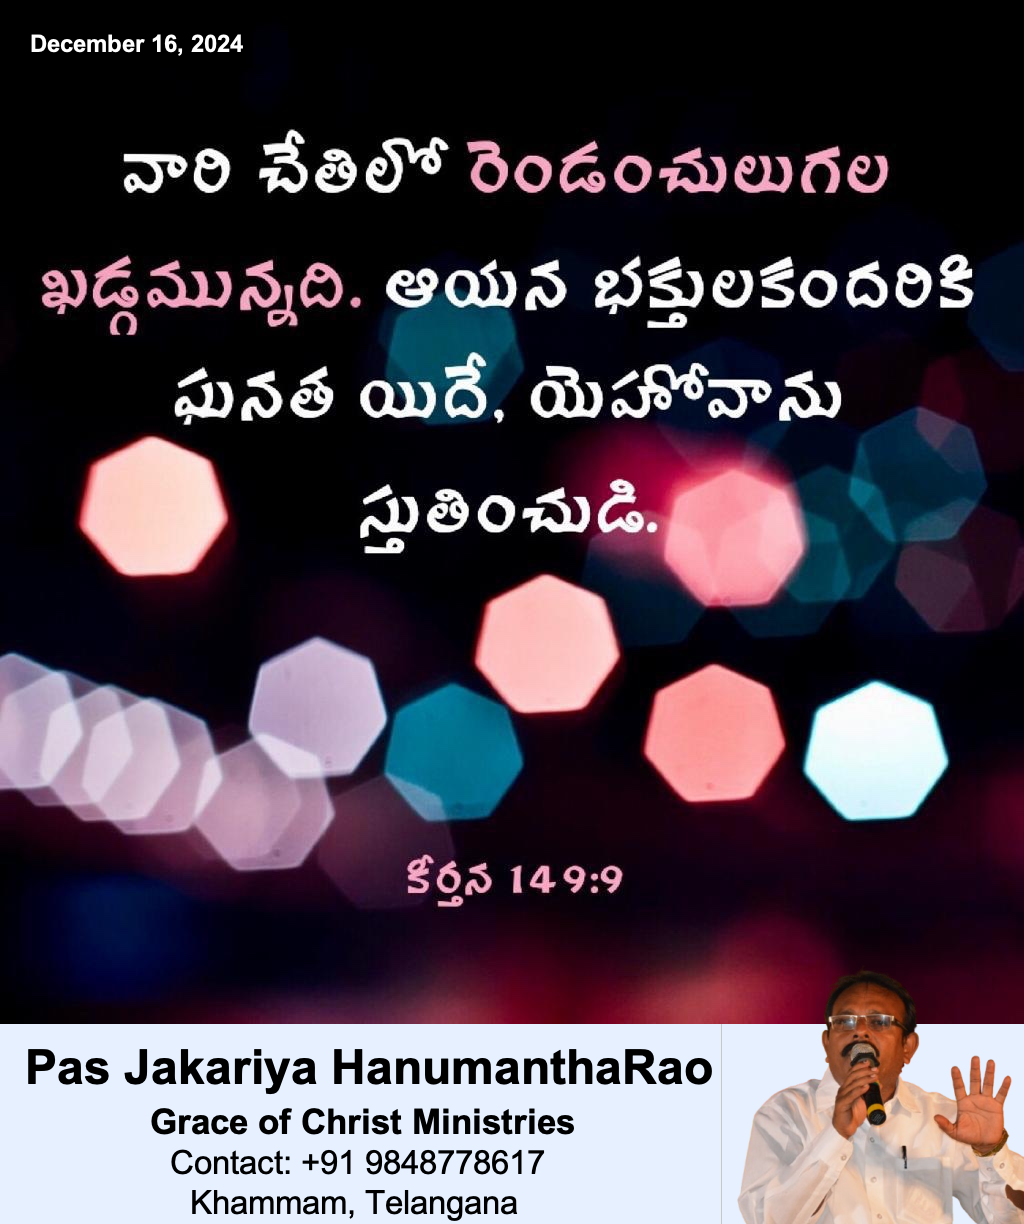 December 16, 2024
వారి చేతిలో రెండంచులుగల
ఖడ్గమున్నది. ఆయన భక్తులకందరికి
ఘనత యిదే, యెహోవాను
స్తుతించుడి.
కీర్తన 149:9
Pas Jakariya HanumanthaRao
Grace of Christ Ministries
Contact: +91 9848778617
Khammam, Telangana